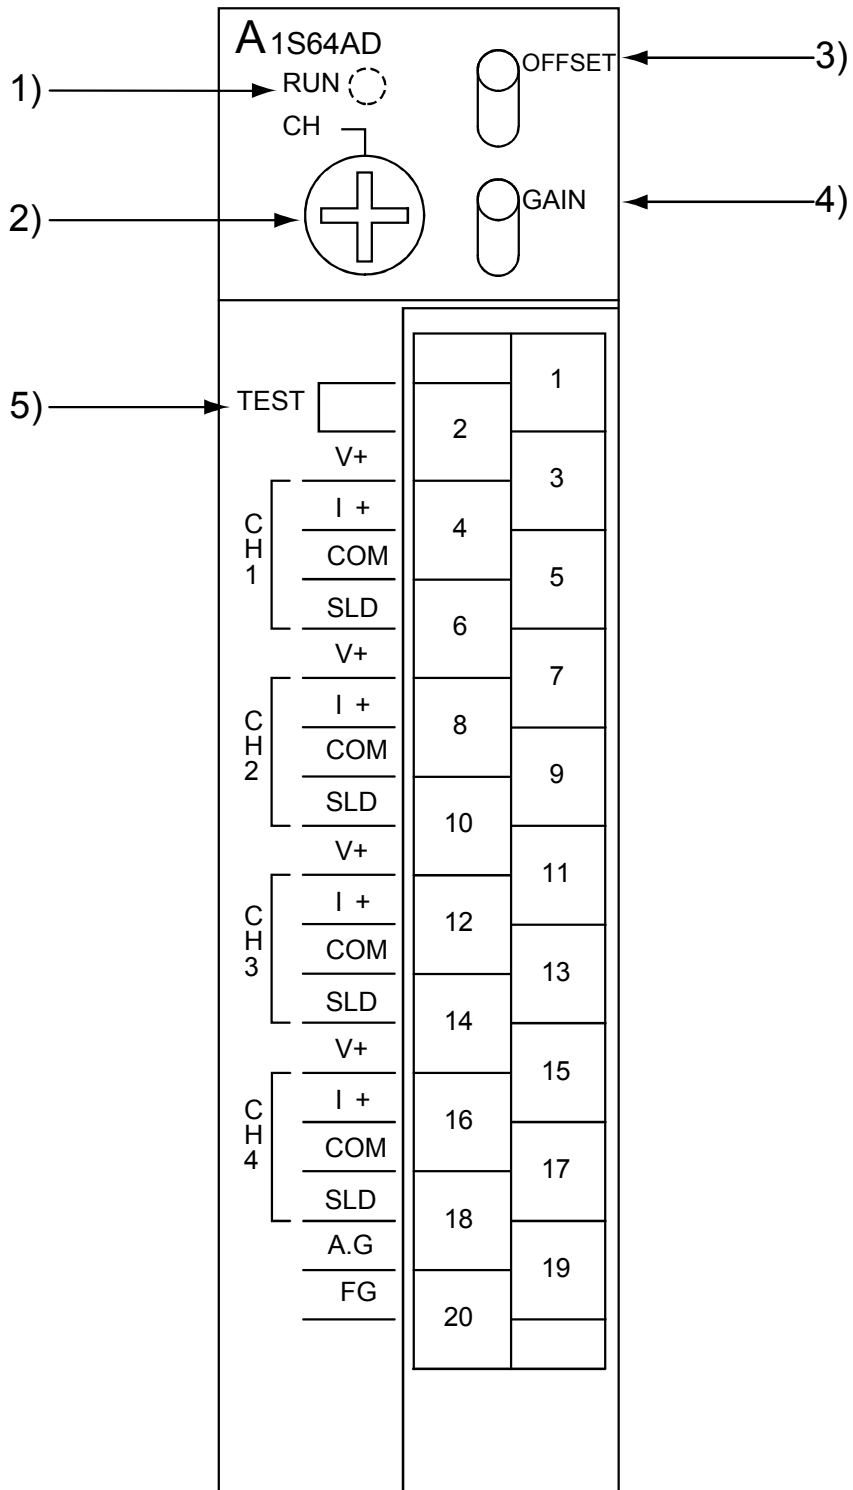 A1S64AD
1)
RUN
CH
2)
OFFSET
3)
GAIN
4)
5)
TEST
V+
CH1
I +
COM
SLD
V+
CH2
I +
COM
SLD
V+
CH3
I +
COM
SLD
V+
CH4
I +
COM
SLD
A.G
FG
1
2
3
4
5
6
7
8
9
10
11
12
13
14
15
16
17
18
19
20